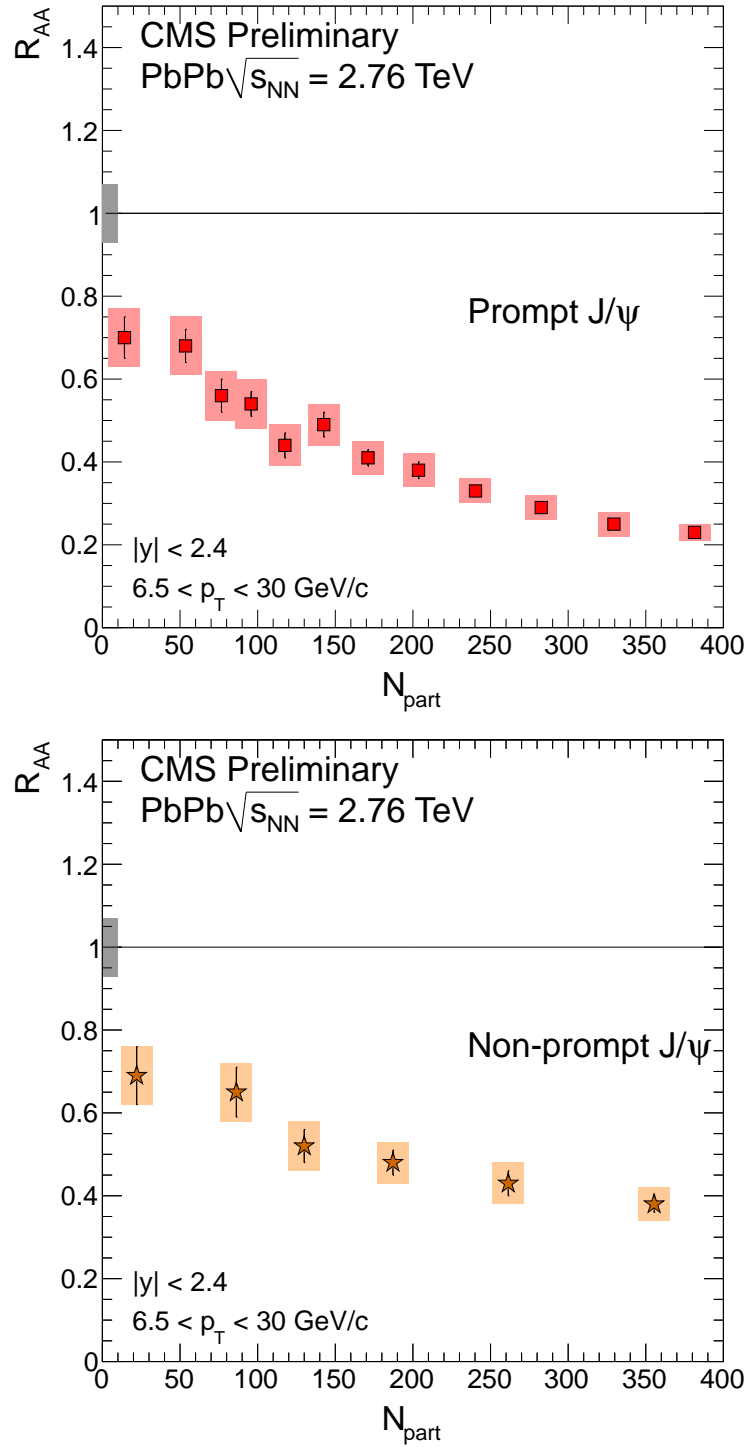 R_AA
1.4
1.2
1
0.8
0.6
0.4
0.2
0
CMS Preliminary
PbPb √s_NN = 2.76 TeV
Prompt J/ψ
|y| < 2.4
6.5 < p_T < 30 GeV/c
0 50 100 150 200 250 300 350 400
N_part
R_AA
1.4
1.2
1
0.8
0.6
0.4
0.2
0
CMS Preliminary
PbPb √s_NN = 2.76 TeV
Non-prompt J/ψ
|y| < 2.4
6.5 < p_T < 30 GeV/c
0 50 100 150 200 250 300 350 400
N_part